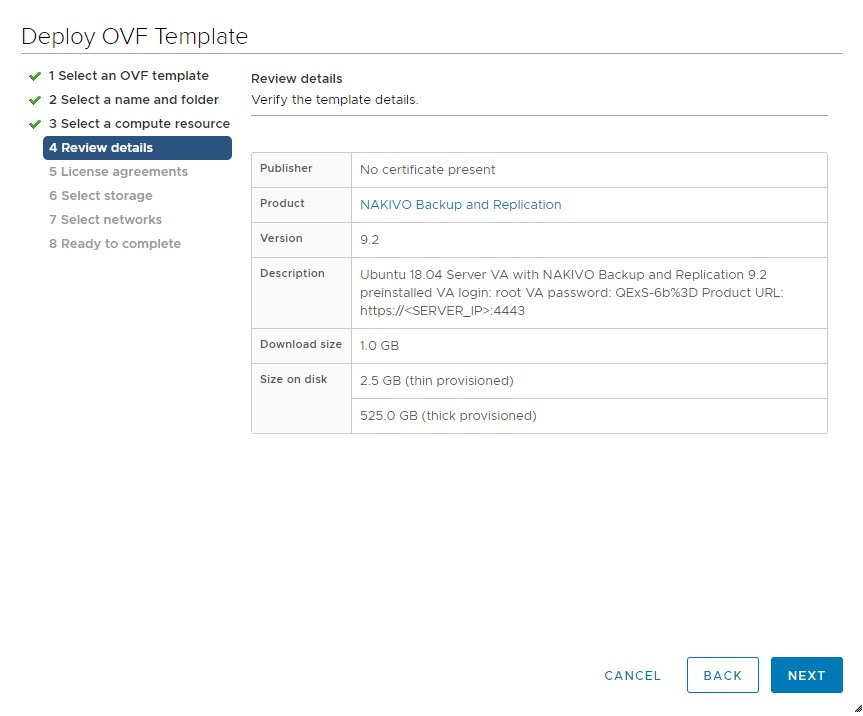 Deploy OVF Template
1 Select an OVF template
2 Select a name and folder
3 Select a compute resource
4 Review details
5 License agreements
6 Select storage
7 Select networks
8 Ready to complete
Review details
Verify the template details.
Publisher No certificate present
Product NAKIVO Backup and Replication
Version 9.2
Description Ubuntu 18.04 Server VA with NAKIVO Backup and Replication 9.2
preinstalled VA login: root VA password: QExS-6b%3D Product URL:
https://<SERVER_IP>:4443
Download size 1.0 GB
Size on disk 2.5 GB (thin provisioned)
525.0 GB (thick provisioned)
CANCEL BACK NEXT